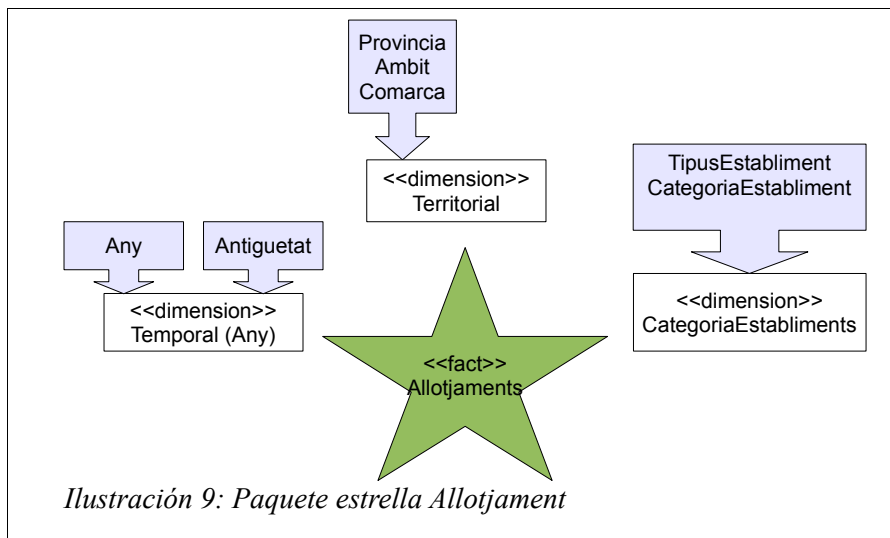 Provincia
Ambit
Comarca
<<dimension>>
Territorial
TipusEstabliment
CategoriaEstabliment
<<dimension>>
CategoriaEstabliments
Any
Antiguetat
<<dimension>>
Temporal (Any)
<<fact>>
Allotjaments
Ilustración 9: Paquete estrella Allotjament